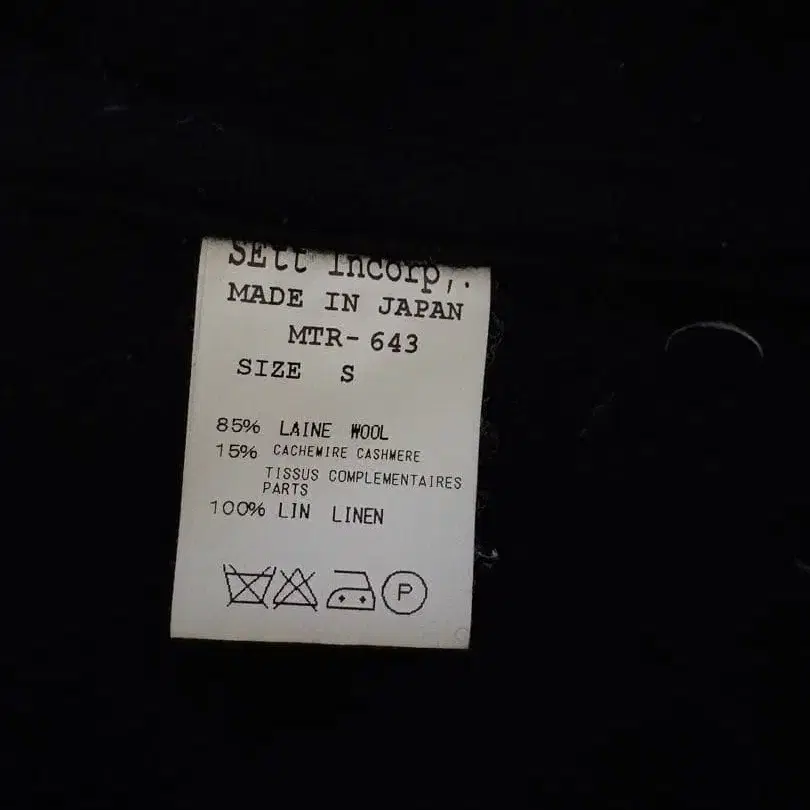 SEtt Incorp,.
MADE IN JAPAN
MTR-643
SIZE S
85% LAINE WOOL
15% CACHEMIRE CASHMERE
TISSUS COMPLEMENTAIRES
PARTS
100% LIN LINEN
P